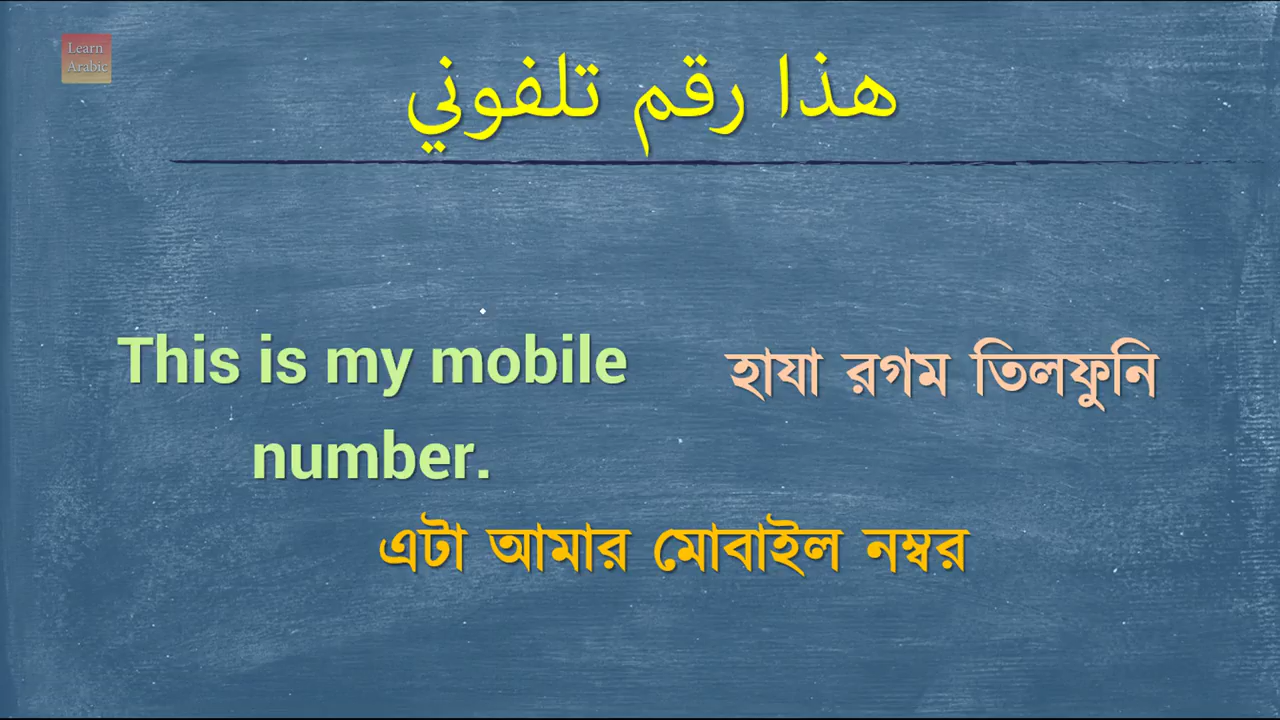 Learn
Arabic
هذا رقم تلفوني
This is my mobile
number.
হাযা রগম তিলফুনি
এটা আমার মোবাইল নম্বর